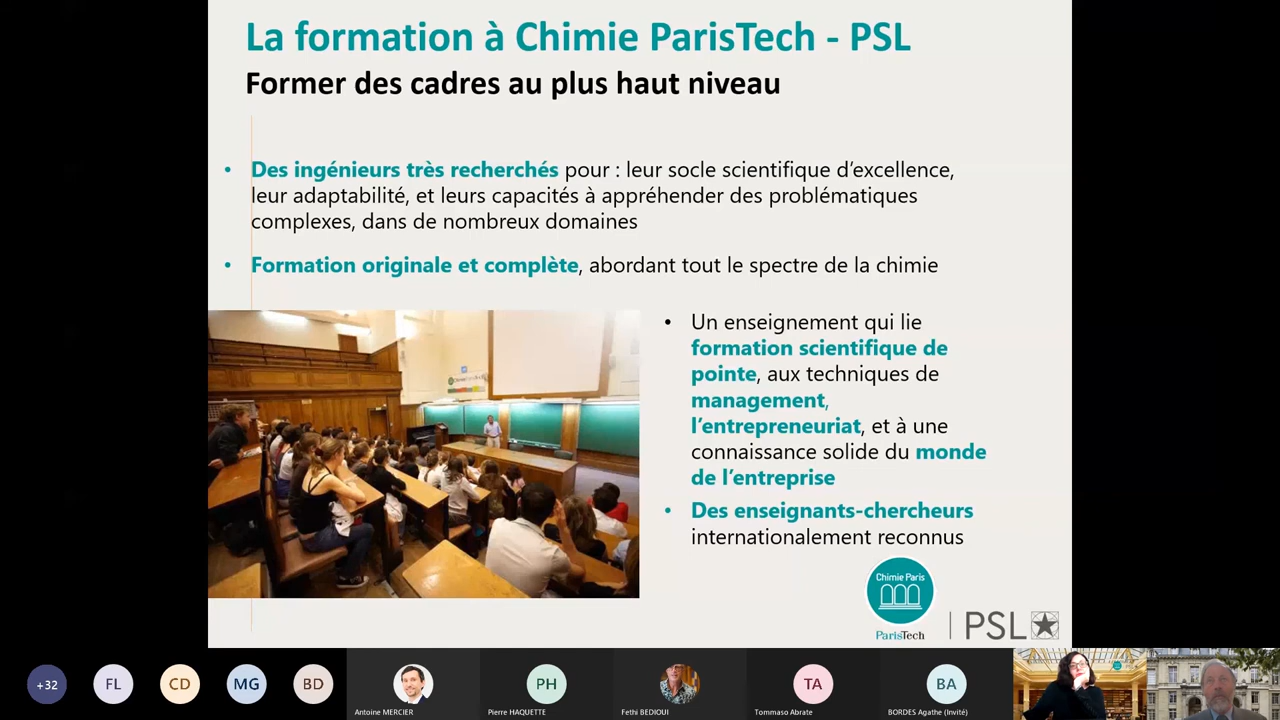 La formation à Chimie ParisTech - PSL
Former des cadres au plus haut niveau
• Des ingénieurs très recherchés pour : leur socle scientifique d’excellence,
leur adaptabilité, et leurs capacités à appréhender des problématiques
complexes, dans de nombreux domaines
• Formation originale et complète, abordant tout le spectre de la chimie
• Un enseignement qui lie
formation scientifique de
pointe, aux techniques de
management,
l’entrepreneuriat, et à une
connaissance solide du monde
de l’entreprise
• Des enseignants-chercheurs
internationalement reconnus
Chimie Paris
ParisTech
PSL
+32
FL
CD
MG
BD
Antoine MERCIER
PH
Pierre HAQUETTE
Fethi BEDIOUI
TA
Tommaso Abrate
BA
BORDES Agathe (Invité)